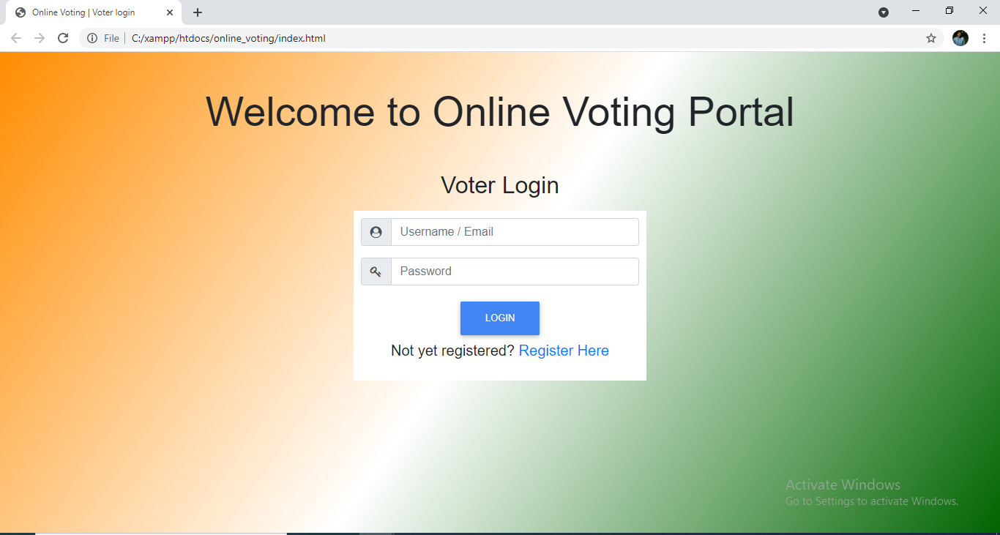 Online Voting | Voter login
File
C:/xampp/htdocs/online_voting/index.html
Welcome to Online Voting Portal
Voter Login
Username / Email
Password
LOGIN
Not yet registered? Register Here
Activate Windows
Go to Settings to activate Windows.